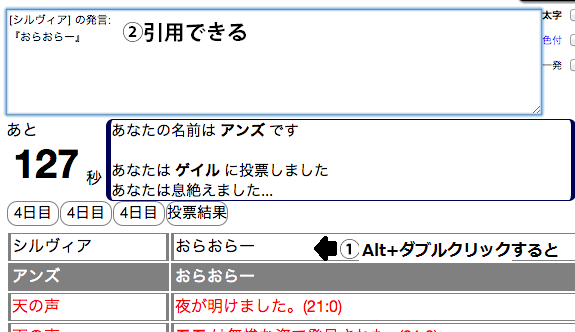 [シルヴィア] の発言:
『おらおらー』
②引用できる
太字
色付
一発
あと
127 秒
あなたの名前は アンズ です
あなたは ゲイル に投票しました
あなたは息絶えました...
4日目 4日目 4日目 投票結果
シルヴィア おらおらー ①Alt+ダブルクリックすると
アンズ おらおらー
天の声 夜が明けました。(21:0)